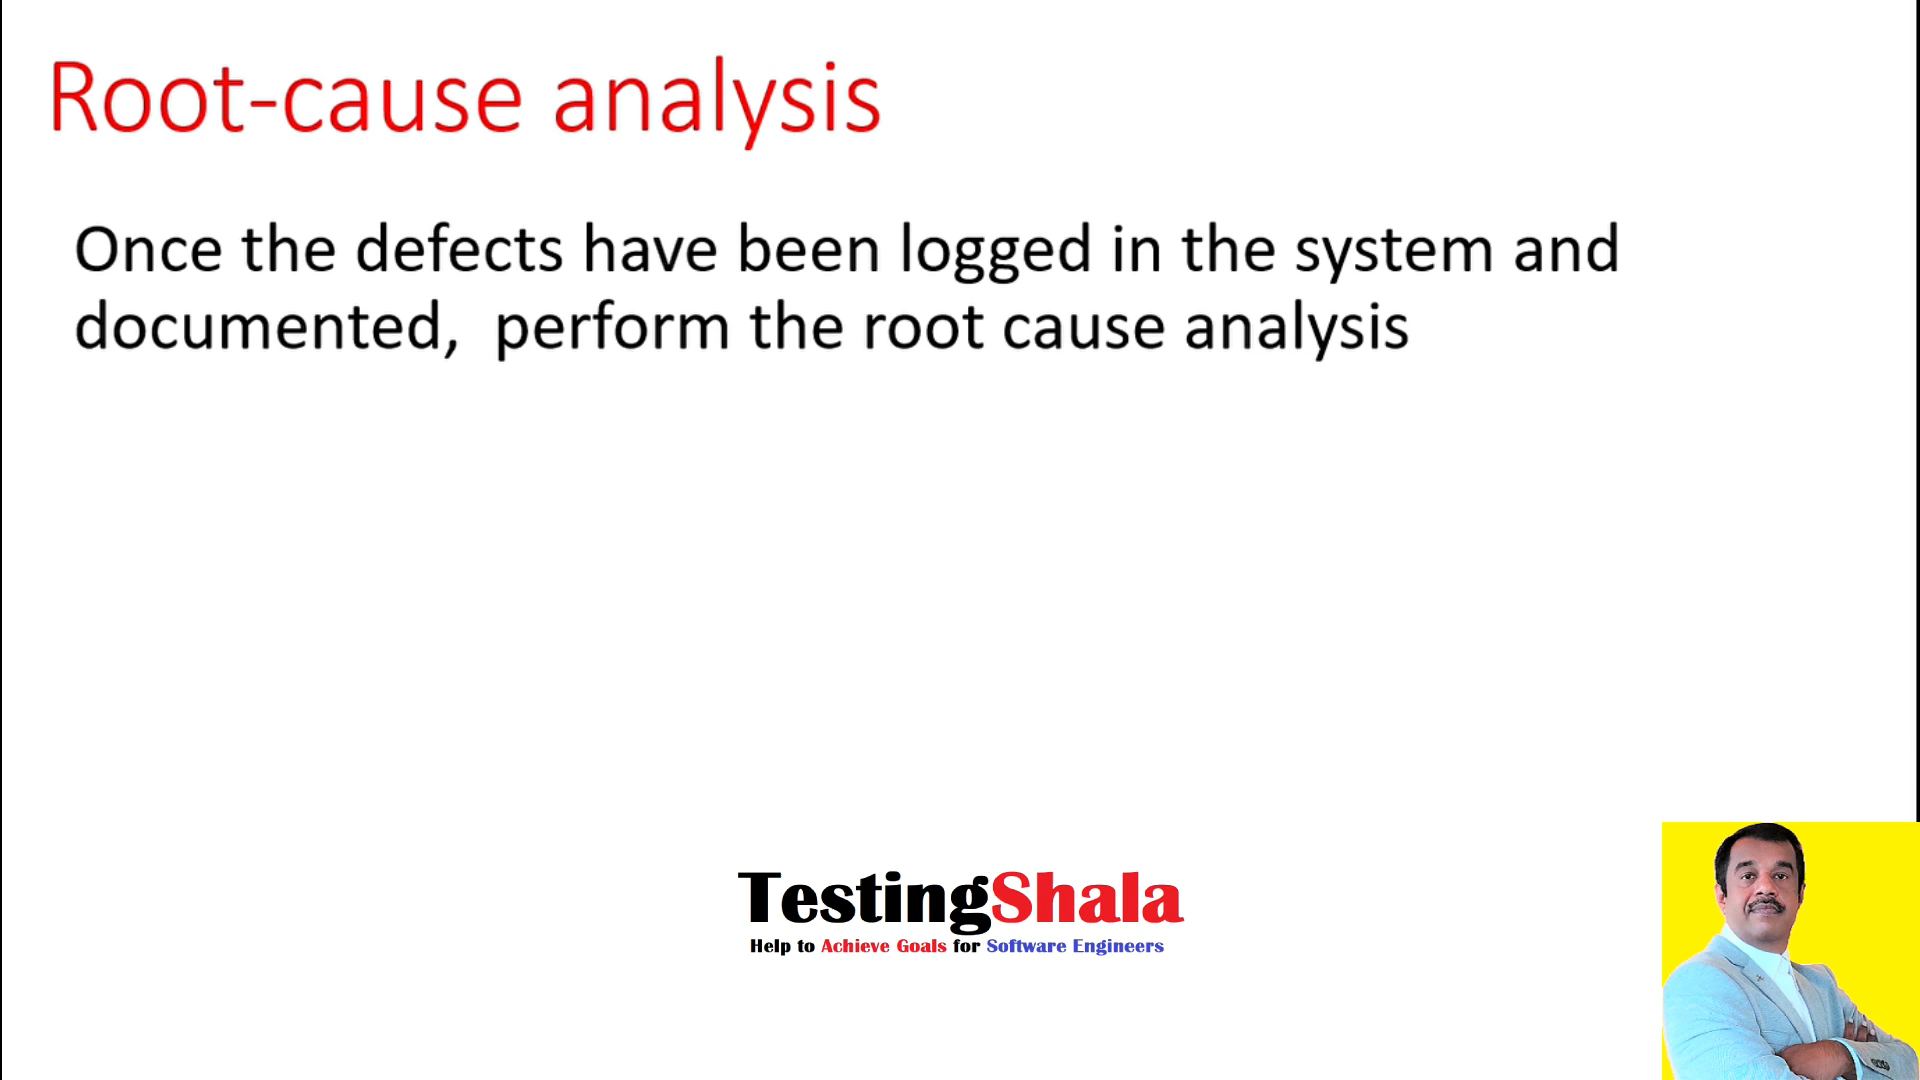 Root-cause analysis
Once the defects have been logged in the system and
documented,  perform the root cause analysis
TestingShala
Help to Achieve Goals for Software Engineers